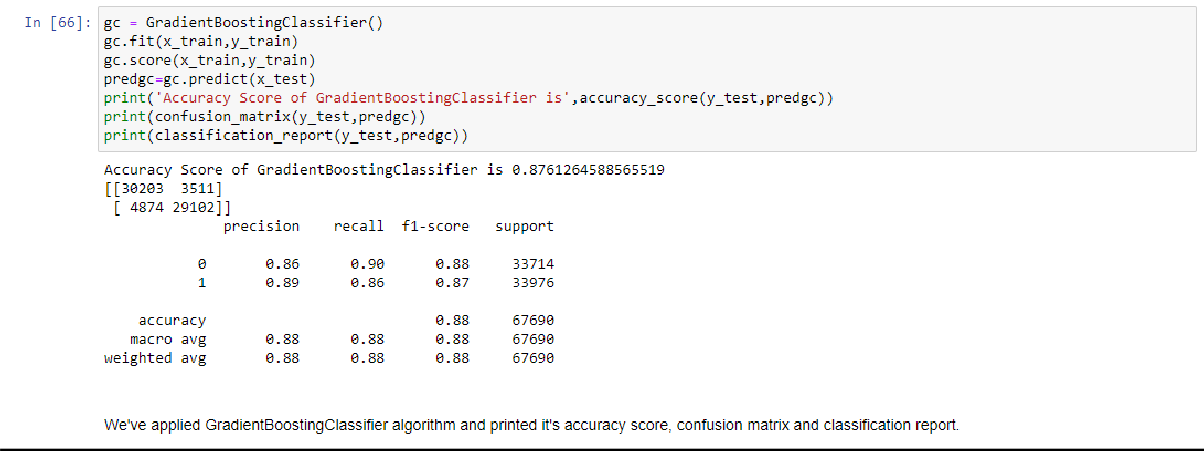 In [66]: gc = GradientBoostingClassifier()
gc.fit(x_train,y_train)
gc.score(x_train,y_train)
predgc=gc.predict(x_test)
print('Accuracy Score of GradientBoostingClassifier is',accuracy_score(y_test,predgc))
print(confusion_matrix(y_test,predgc))
print(classification_report(y_test,predgc))
Accuracy Score of GradientBoostingClassifier is 0.8761264588565519
[[30203 3511]
[ 4874 29102]]
precision recall f1-score support
0 0.86 0.90 0.88 33714
1 0.89 0.86 0.87 33976
accuracy 0.88 67690
macro avg 0.88 0.88 0.88 67690
weighted avg 0.88 0.88 0.88 67690
We've applied GradientBoostingClassifier algorithm and printed it's accuracy score, confusion matrix and classification report.